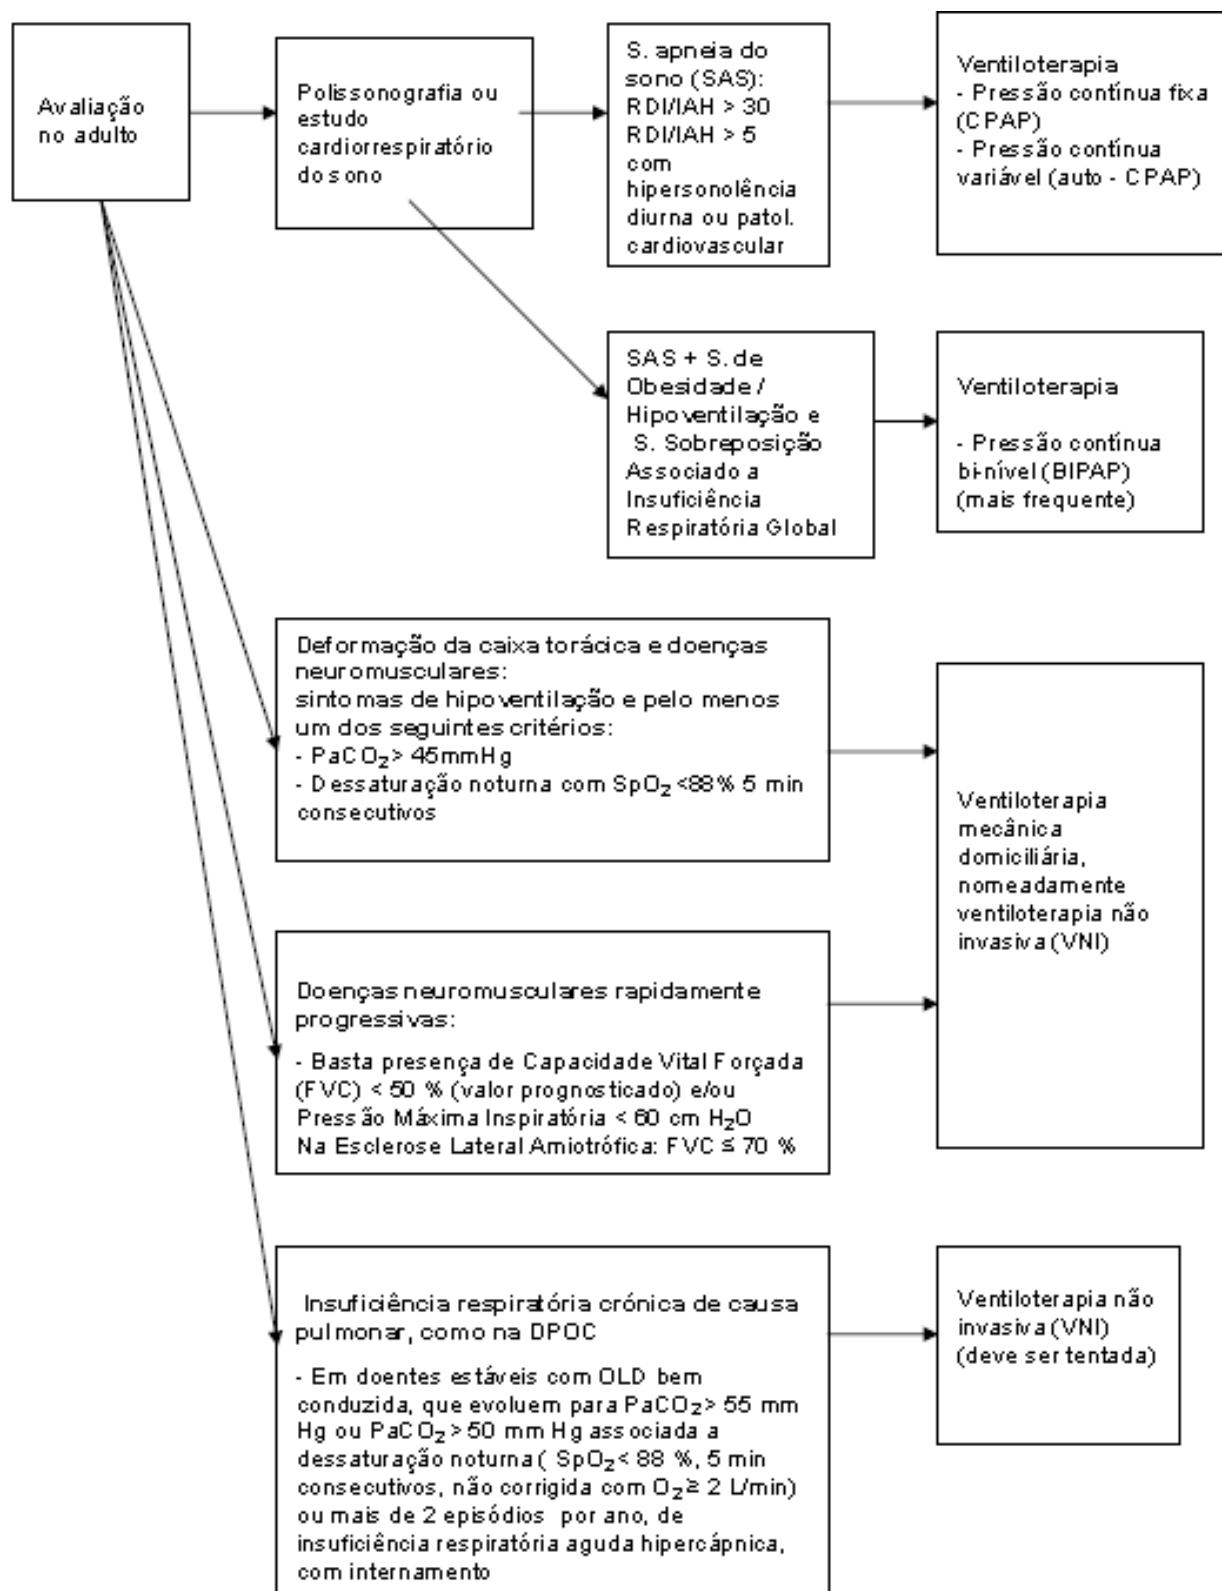 Avaliação
no adulto
Polissonografia ou
estudo
cardiorrespiratório
do sono
S. apneia do
sono (SAS):
RDI/IAH > 30
RDI/IAH > 5
com
hipersonolência
diurna ou patol.
cardiovascular
Ventiloterapia
- Pressão contínua fixa
(CPAP)
- Pressão contínua
variável (auto - CPAP)
SAS + S. de
Obesidade /
Hipoventilação e
S. Sobreposição
Associado a
Insuficiência
Respiratória Global
Ventiloterapia
- Pressão contínua
bi-nível (BIPAP)
(mais frequente)
Deformação da caixa torácica e doenças
neuromusculares:
sintomas de hipoventilação e pelo menos
um dos seguintes critérios:
- PaCO₂> 45mmHg
- Dessaturação noturna com SpO₂ <88% 5 min
consecutivos
Ventiloterapia
mecânica
domiciliária,
nomeadamente
ventiloterapia não
invasiva (VNI)
Doenças neuromusculares rapidamente
progressivas:
- Basta presença de Capacidade Vital Forçada
(FVC) < 50 % (valor prognosticado) e/ou
Pressão Máxima Inspiratória < 60 cm H₂O
Na Esclerose Lateral Amiotrófica: FVC ≤ 70 %
Insuficiência respiratória crónica de causa
pulmonar, como na DPOC
- Em doentes estáveis com OLD bem
conduzida, que evoluem para PaCO₂> 55 mm
Hg ou PaCO₂ > 50 mm Hg associada a
dessaturação noturna ( SpO₂< 88 %, 5 min
consecutivos, não corrigida com O₂≥ 2 L/min)
ou mais de 2 episódios por ano, de
insuficiência respiratória aguda hipercápnica,
com internamento
Ventiloterapia não
invasiva (VNI)
(deve ser tentada)